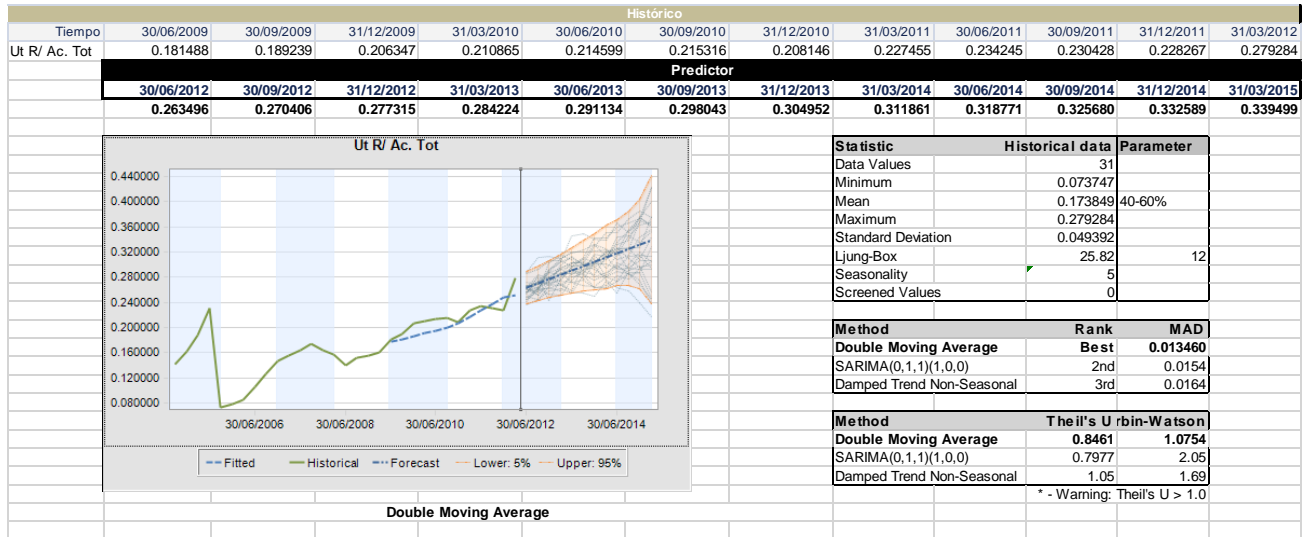 Histórico
Tiempo 30/06/2009 30/09/2009 31/12/2009 31/03/2010 30/06/2010 30/09/2010 31/12/2010 31/03/2011 30/06/2011 30/09/2011 31/12/2011 31/03/2012
Ut R/ Ac. Tot 0.181488 0.189239 0.206347 0.210865 0.214599 0.215316 0.208146 0.227455 0.234245 0.230428 0.228267 0.279284
Predictor
30/06/2012 30/09/2012 31/12/2012 31/03/2013 30/06/2013 30/09/2013 31/12/2013 31/03/2014 30/06/2014 30/09/2014 31/12/2014 31/03/2015
0.263496 0.270406 0.277315 0.284224 0.291134 0.298043 0.304952 0.311861 0.318771 0.325680 0.332589 0.339499
Ut R/ Ac. Tot
0.440000
0.400000
0.360000
0.320000
0.280000
0.240000
0.200000
0.160000
0.120000
0.080000
30/06/2006 30/06/2008 30/06/2010 30/06/2012 30/06/2014
Fitted Historical Forecast Lower: 5% Upper: 95%
Double Moving Average
Statistic Historical data Parameter
Data Values 31
Minimum 0.073747
Mean 0.173849 40-60%
Maximum 0.279284
Standard Deviation 0.049392
Ljung-Box 25.82 12
Seasonality 5
Screened Values 0
Method Rank MAD
Double Moving Average Best 0.013460
SARIMA(0,1,1)(1,0,0) 2nd 0.0154
Damped Trend Non-Seasonal 3rd 0.0164
Method Theil's U rbin-Watson
Double Moving Average 0.8461 1.0754
SARIMA(0,1,1)(1,0,0) 0.7977 2.05
Damped Trend Non-Seasonal 1.05 1.69
* - Warning: Theil's U > 1.0